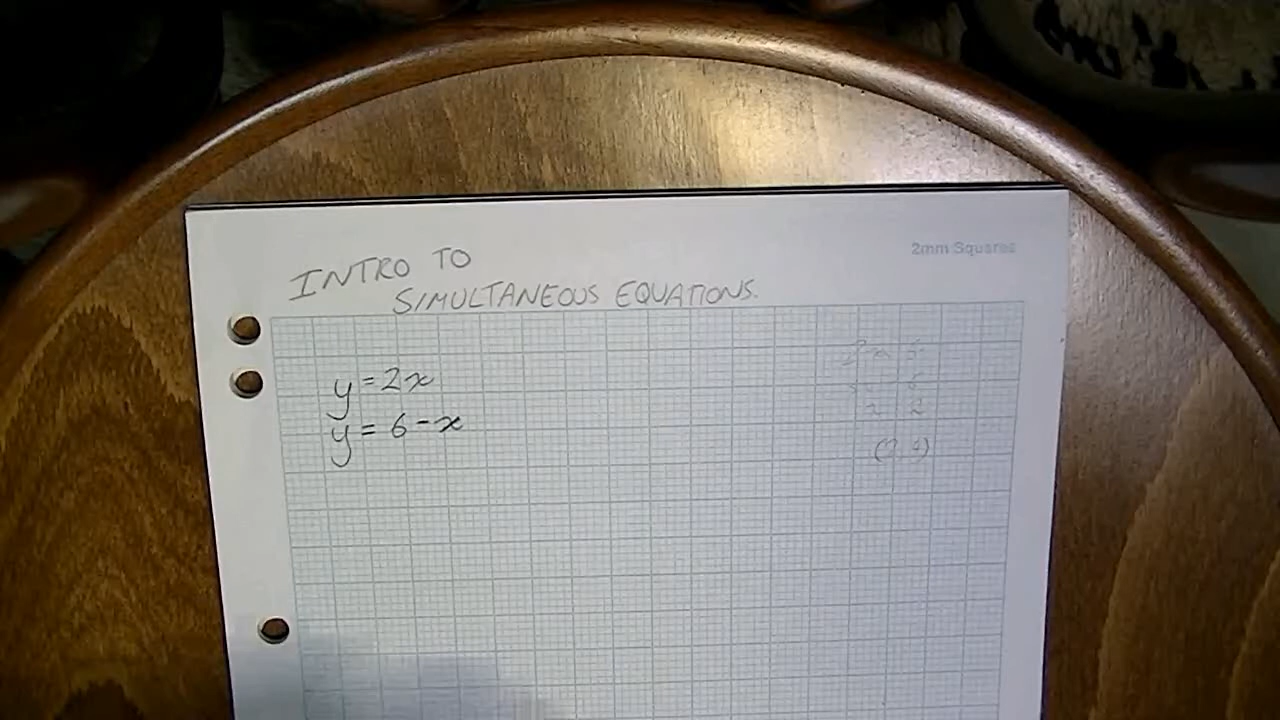 INTRO TO
SIMULTANEOUS EQUATIONS.
2mm Squares
y = 2x
y = 6 - x